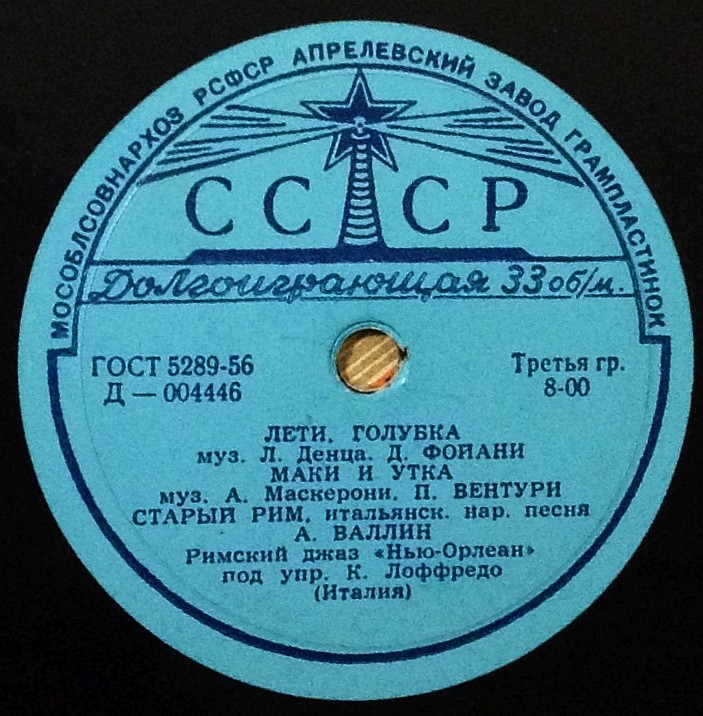 МОСОБЛСОВНАРХОЗ РСФСР АПРЕЛЕВСКИЙ ЗАВОД ГРАМПЛАСТИНОК
СССР
Долгоиграющая 33 об/м.
ГОСТ 5289-56
Д — 004446
Третья гр.
8-00
ЛЕТИ, ГОЛУБКА
муз. Л. Денца. Д. ФОЙАНИ
МАКИ И УТКА
муз. А. Маскерони. П. ВЕНТУРИ
СТАРЫЙ РИМ, итальянск. нар. песня
А. ВАЛЛИН
Римский джаз «Нью-Орлеан»
под упр. К. Лоффредо
(Италия)